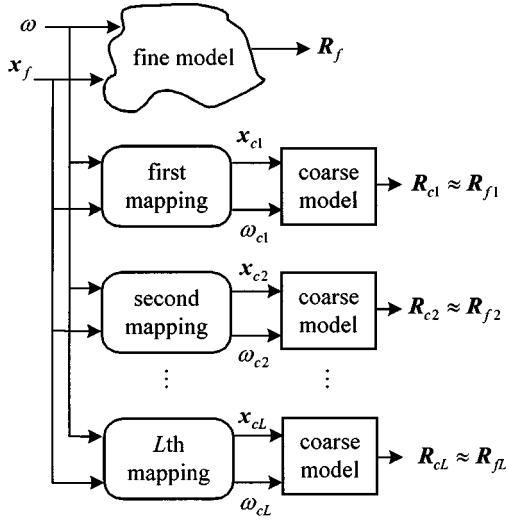 ω
x_f
fine model
R_f
first mapping
x_c1
ω_c1
coarse model
R_c1 ≈ R_f1
second mapping
x_c2
ω_c2
coarse model
R_c2 ≈ R_f2
⋮ ⋮
Lth mapping
x_cL
ω_cL
coarse model
R_cL ≈ R_fL